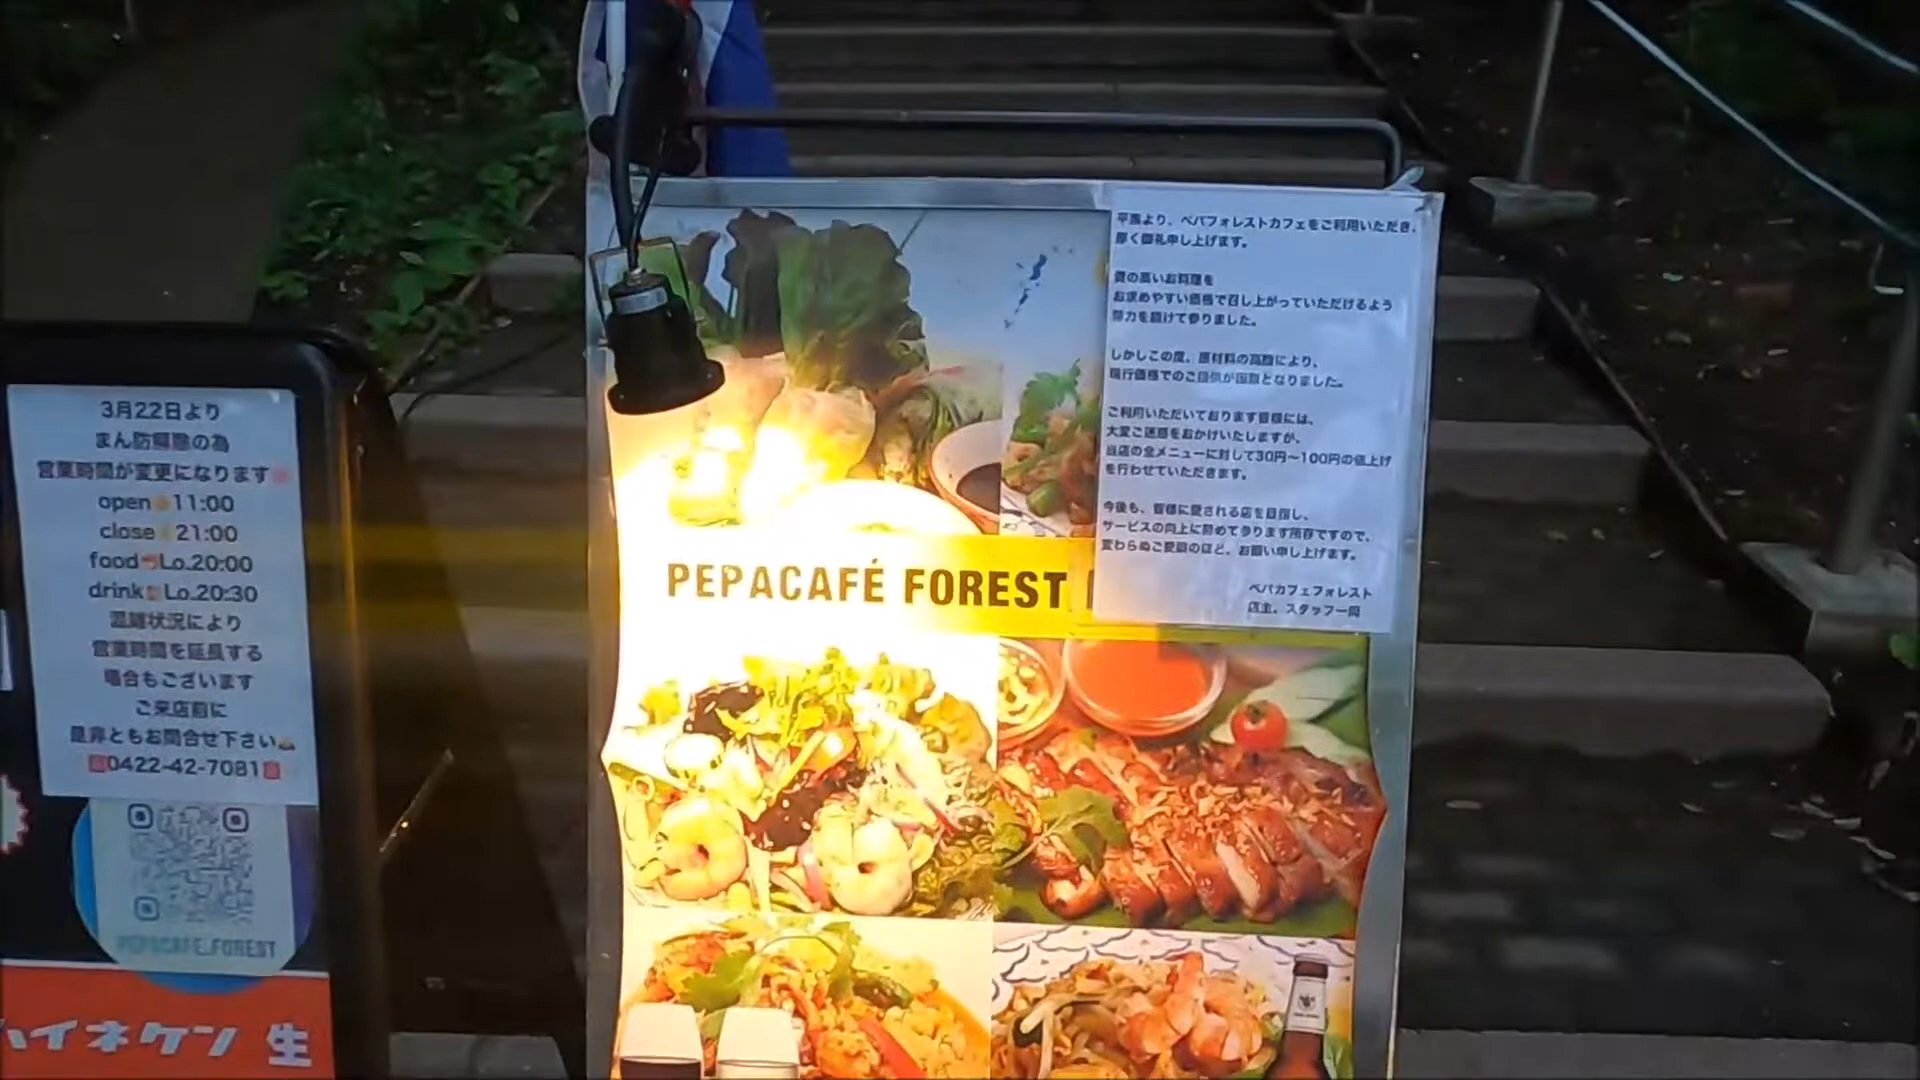 3月22日より
まん防解除の為
営業時間が変更になります
open 11:00
close 21:00
food Lo.20:00
drink Lo.20:30
混雑状況により
営業時間を延長する
場合もございます
ご来店前に
是非ともお問合せ下さい
0422-42-7081
PEPACAFE.FOREST
ハイネケン 生
平素より、ペパフォレストカフェをご利用いただき、
厚く御礼申し上げます。
質の高いお料理を
お求めやすい価格で召し上がっていただけるよう
努力を続けて参りました。
しかしこの度、原材料の高騰により、
現行価格でのご提供が困難となりました。
ご利用いただいております皆様には、
大変ご迷惑をおかけいたしますが、
当店の全メニューに対して30円〜100円の値上げ
を行わせていただきます。
今後も、皆様に愛される店を目指し、
サービスの向上に努めて参ります所存ですので、
変わらぬご愛顧のほど、お願い申し上げます。
ペパカフェフォレスト
店主、スタッフ一同
PEPACAFÉ FOREST